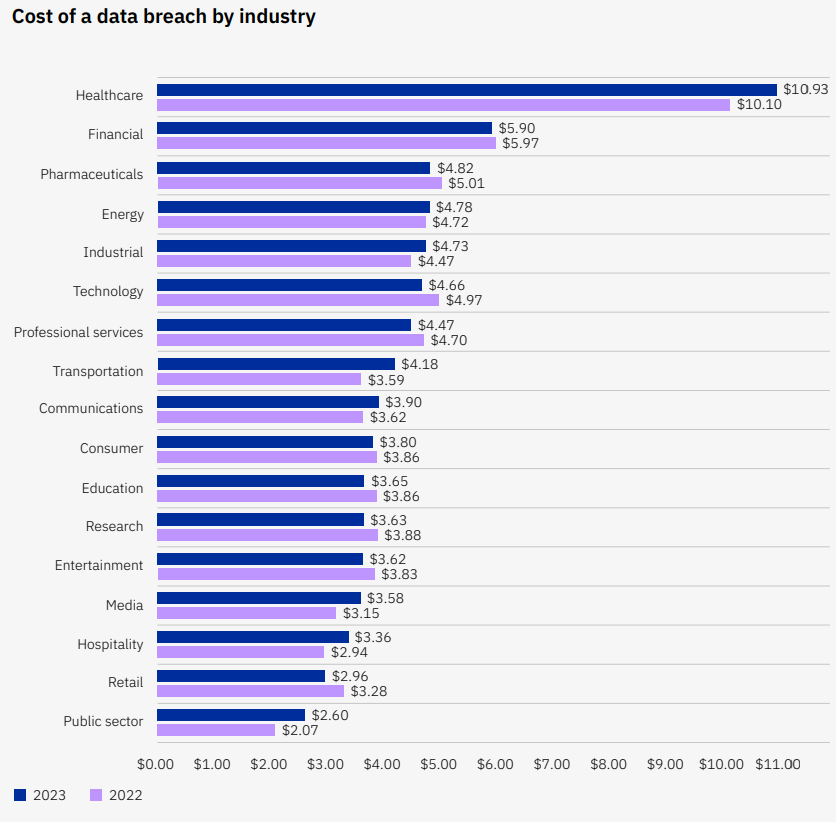 Cost of a data breach by industry
Healthcare
$10.93
$10.10
Financial
$5.90
$5.97
Pharmaceuticals
$4.82
$5.01
Energy
$4.78
$4.72
Industrial
$4.73
$4.47
Technology
$4.66
$4.97
Professional services
$4.47
$4.70
Transportation
$4.18
$3.59
Communications
$3.90
$3.62
Consumer
$3.80
$3.86
Education
$3.65
$3.86
Research
$3.63
$3.88
Entertainment
$3.62
$3.83
Media
$3.58
$3.15
Hospitality
$3.36
$2.94
Retail
$2.96
$3.28
Public sector
$2.60
$2.07
$0.00 $1.00 $2.00 $3.00 $4.00 $5.00 $6.00 $7.00 $8.00 $9.00 $10.00 $11.00
2023 2022